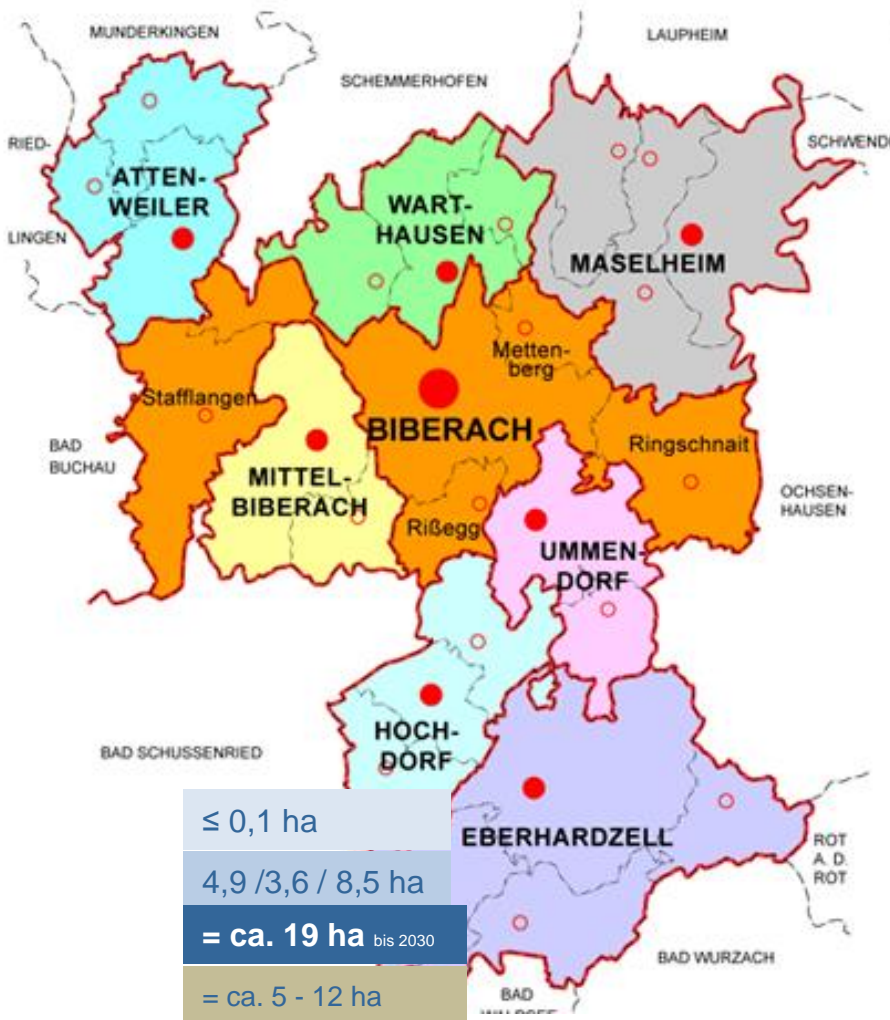 MUNDERKINGEN
LAUPHEIM
SCHEMMERHOFEN
RIED-
LINGEN
SCHWENDI
ATTEN-
WEILER
WART-
HAUSEN
MASELHEIM
Metten-
berg
Stafflangen
BIBERACH
Ringschnait
BAD
BUCHAU
MITTEL-
BIBERACH
Rißegg
OCHSEN-
HAUSEN
UMMEN-
DORF
HOCH-
DORF
BAD SCHUSSENRIED
EBERHARDZELL
ROT
A. D.
ROT
≤ 0,1 ha
4,9 /3,6 / 8,5 ha
= ca. 19 ha bis 2030
= ca. 5 - 12 ha
BAD WURZACH
BAD